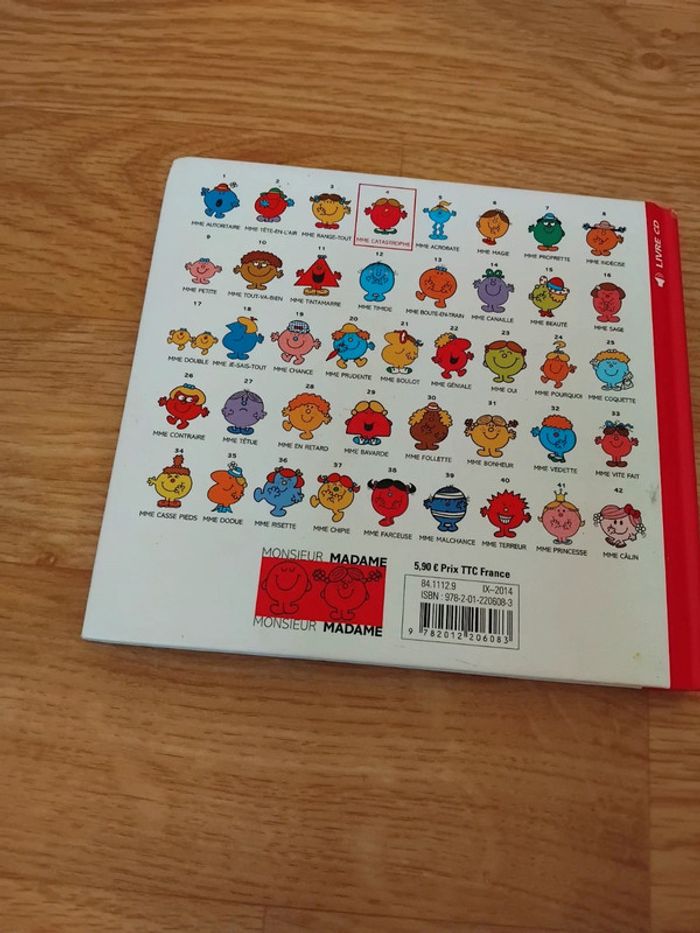 1 2 3 4 5 6 7 8
MME AUTORITAIRE MME TÊTE-EN-L'AIR MME RANGE-TOUT MME CATASTROPHE MME ACROBATE MME MAGIE MME PROPRETTE MME INDÉCISE
9 10 11 12 13 14 15 16
MME PETITE MME TOUT-VA-BIEN MME TINTAMARRE MME TIMIDE MME BOUTE-EN-TRAIN MME CANAILLE MME BEAUTÉ MME SAGE
17 18 19 20 21 22 23 24 25
MME DOUBLE MME JE-SAIS-TOUT MME CHANCE MME PRUDENTE MME BOULOT MME GÉNIALE MME OUI MME POURQUOI MME COQUETTE
26 27 28 29 30 31 32 33
MME CONTRAIRE MME TÊTUE MME EN RETARD MME BAVARDE MME FOLLETTE MME BONHEUR MME VEDETTE MME VITE FAIT
34 35 36 37 38 39 40 41 42
MME CASSE PIEDS MME DODUE MME RISETTE MME CHIPIE MME FARCEUSE MME MALCHANCE MME TERREUR MME PRINCESSE MME CÂLIN
MONSIEUR MADAME
MONSIEUR MADAME
5,90 € Prix TTC France
84.1112.9 IX-2014
ISBN : 978-2-01-220608-3
9 782012 206083
LIVRE CD